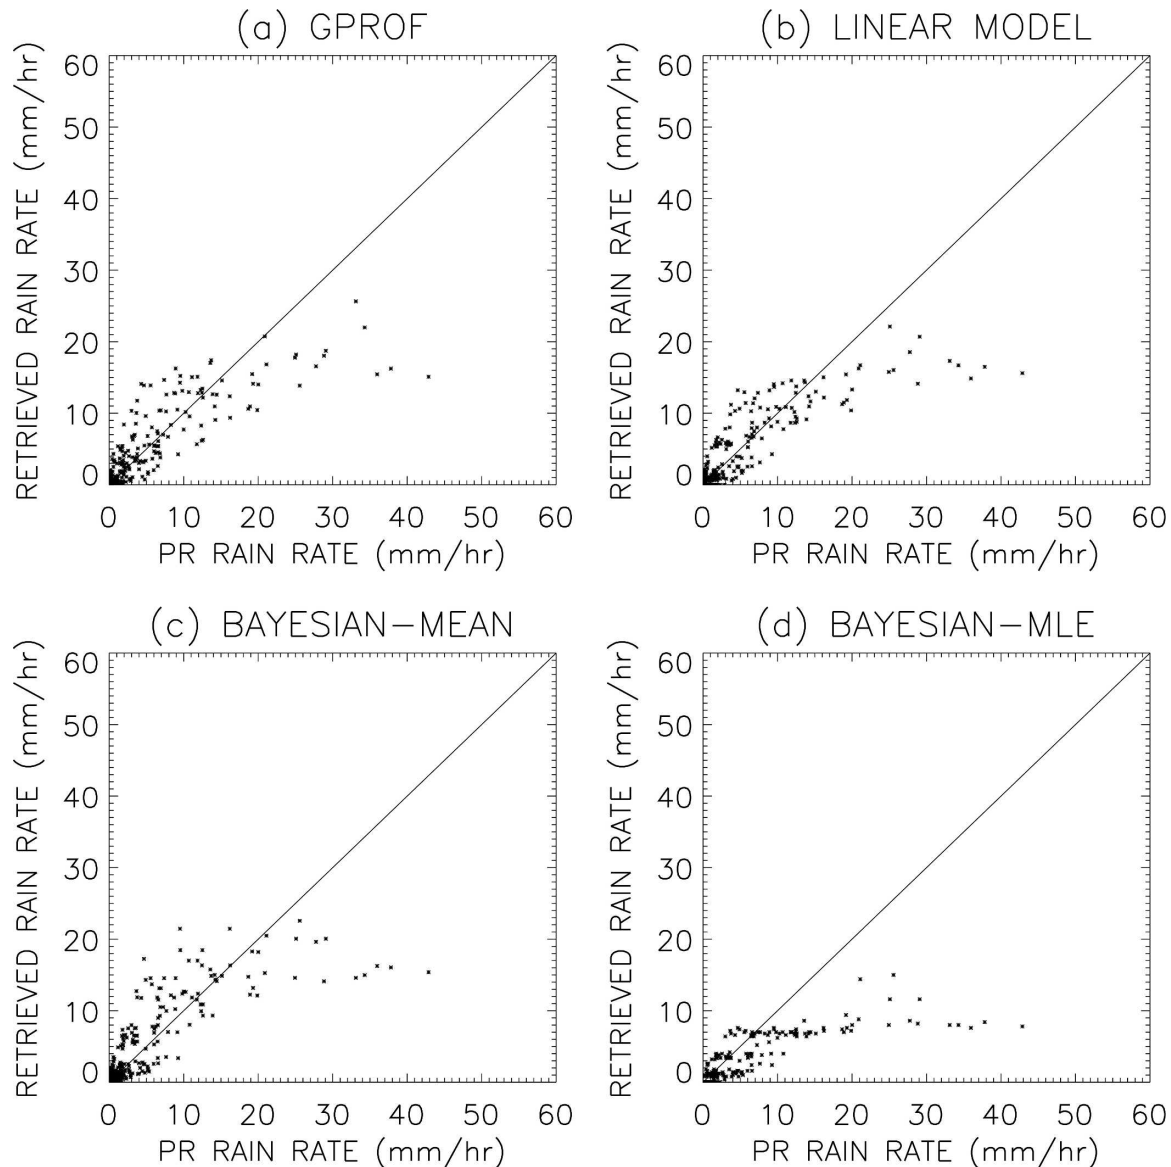 (a) GPROF
RETRIEVED RAIN RATE (mm/hr)
60
50
40
30
20
10
0
0 10 20 30 40 50 60
PR RAIN RATE (mm/hr)
(b) LINEAR MODEL
RETRIEVED RAIN RATE (mm/hr)
60
50
40
30
20
10
0
0 10 20 30 40 50 60
PR RAIN RATE (mm/hr)
(c) BAYESIAN-MEAN
RETRIEVED RAIN RATE (mm/hr)
60
50
40
30
20
10
0
0 10 20 30 40 50 60
PR RAIN RATE (mm/hr)
(d) BAYESIAN-MLE
RETRIEVED RAIN RATE (mm/hr)
60
50
40
30
20
10
0
0 10 20 30 40 50 60
PR RAIN RATE (mm/hr)